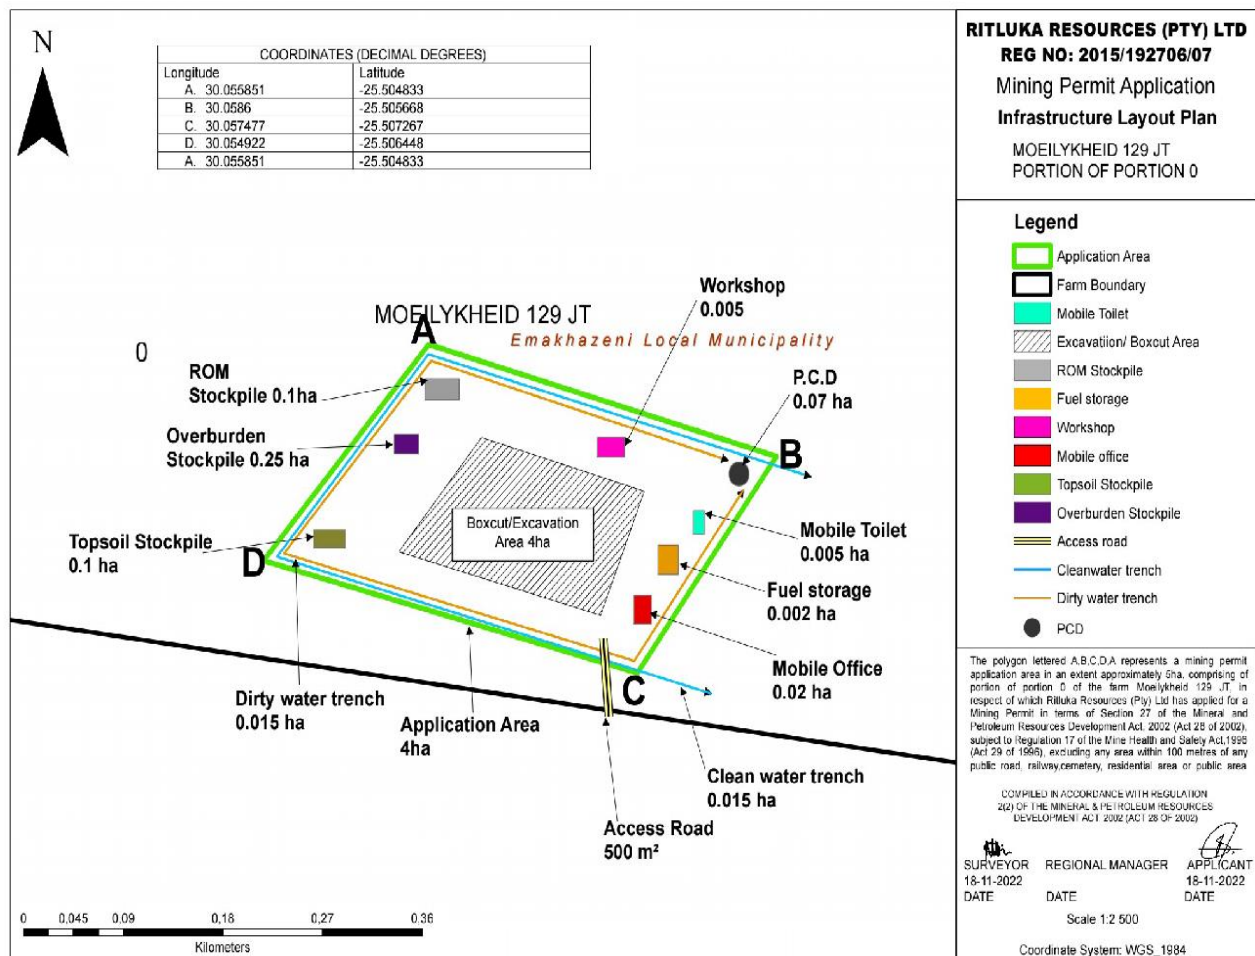 N
COORDINATES (DECIMAL DEGREES)
Longitude Latitude
A. 30.055851 -25.504833
B. 30.0586 -25.505668
C. 30.057477 -25.507267
D. 30.054922 -25.506448
A. 30.055851 -25.504833
MOEILYKHEID 129 JT
0
Emakhazeni Local Municipality
A
B
C
D
Workshop
0.005
P.C.D
0.07 ha
ROM
Stockpile 0.1ha
Overburden
Stockpile 0.25 ha
Topsoil Stockpile
0.1 ha
Boxcut/Excavation
Area 4ha
Mobile Toilet
0.005 ha
Fuel storage
0.002 ha
Mobile Office
0.02 ha
Dirty water trench
0.015 ha
Application Area
4ha
Clean water trench
0.015 ha
Access Road
500 m²
0 0,045 0,09 0,18 0,27 0,36
Kilometers
RITLUKA RESOURCES (PTY) LTD
REG NO: 2015/192706/07
Mining Permit Application
Infrastructure Layout Plan
MOEILYKHEID 129 JT
PORTION OF PORTION 0
Legend
Application Area
Farm Boundary
Mobile Toilet
Excavation/ Boxcut Area
ROM Stockpile
Fuel storage
Workshop
Mobile office
Topsoil Stockpile
Overburden Stockpile
Access road
Cleanwater trench
Dirty water trench
PCD
The polygon lettered A,B,C,D,A represents a mining permit
application area in an extent approximately 5ha, comprising of
portion of portion 0 of the farm Moeilykheid 129 JT, in
respect of which Ritluka Resources (Pty) Ltd has applied for a
Mining Permit in terms of Section 27 of the Mineral and
Petroleum Resources Development Act, 2002 (Act 28 of 2002),
subject to Regulation 17 of the Mine Health and Safety Act,1996
(Act 29 of 1996), excluding any area within 100 metres of any
public road, railway,cemetery, residential area or public area
COMPILED IN ACCORDANCE WITH REGULATION
2(2) OF THE MINERAL & PETROLEUM RESOURCES
DEVELOPMENT ACT 2002 (ACT 28 OF 2002)
SURVEYOR REGIONAL MANAGER APPLICANT
18-11-2022 18-11-2022
DATE DATE DATE
Scale 1:2 500
Coordinate System: WGS_1984